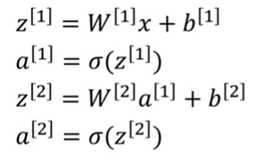 z[1] = W[1]x + b[1]
a[1] = σ(z[1])
z[2] = W[2]a[1] + b[2]
a[2] = σ(z[2])